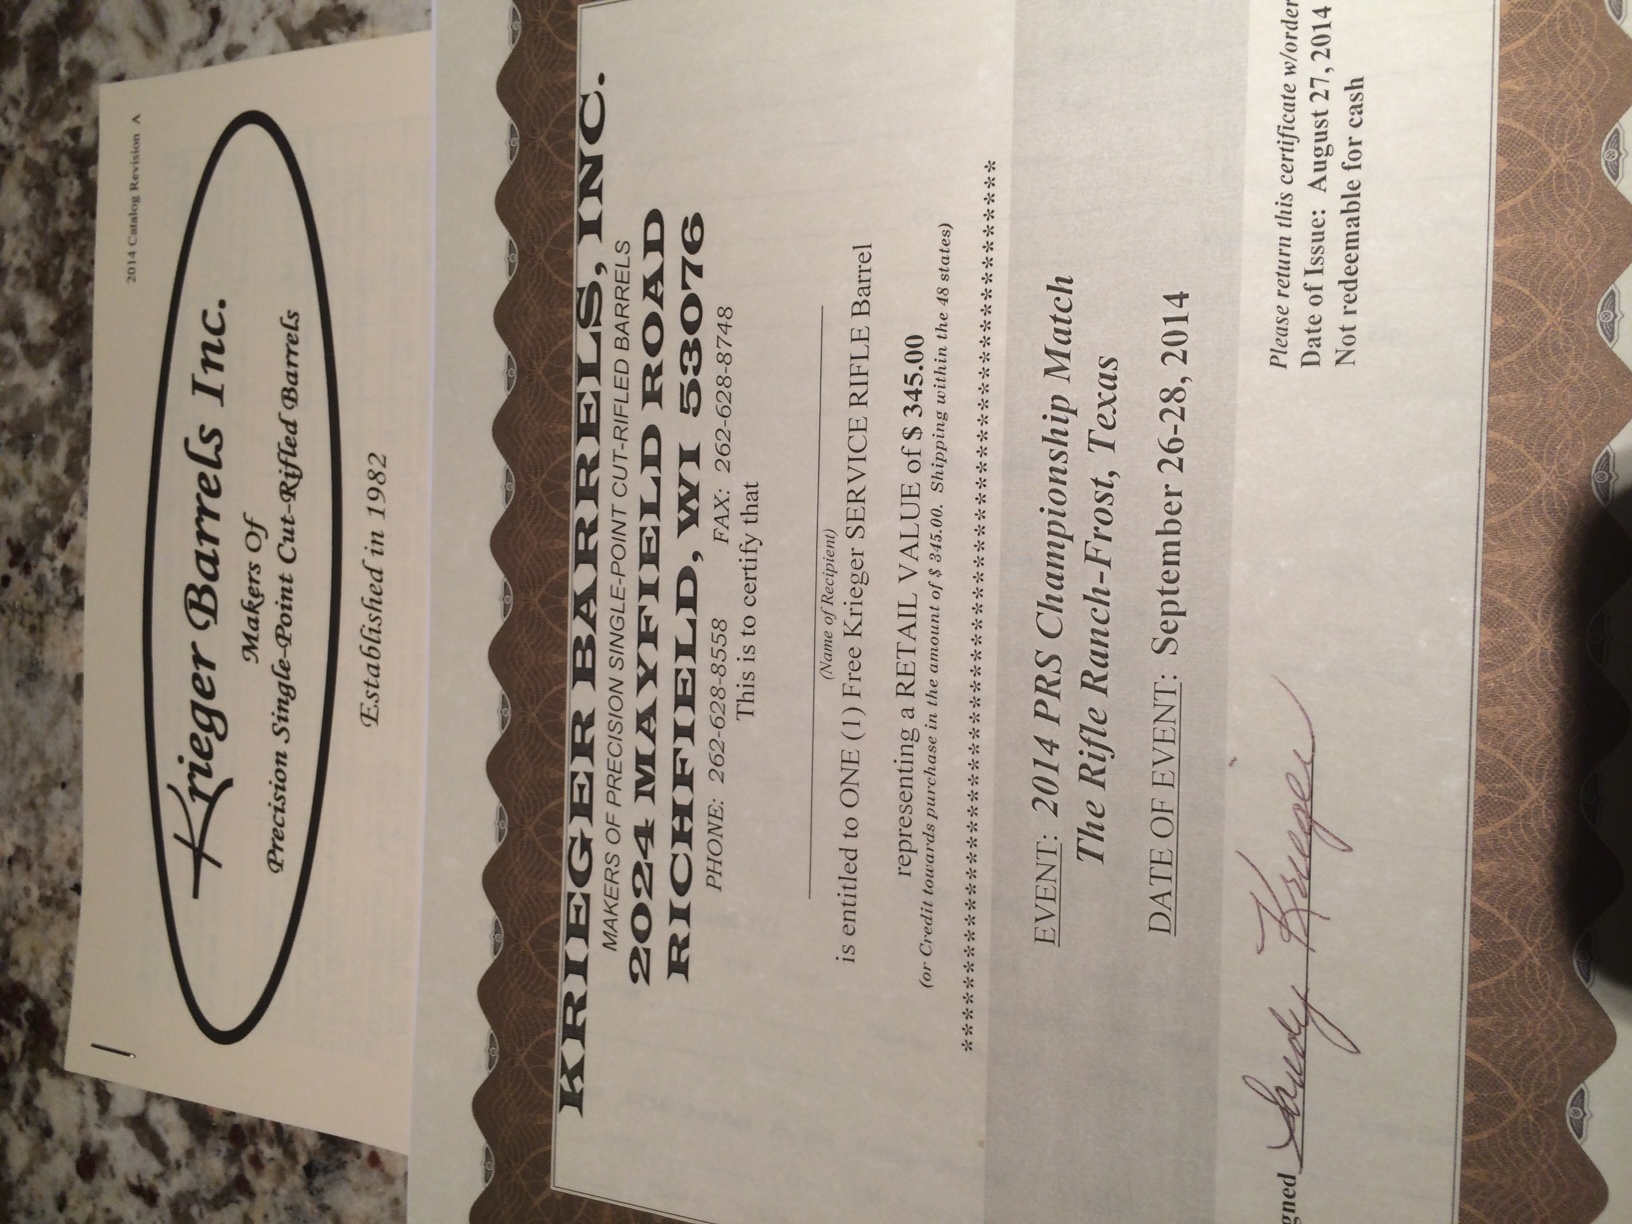 2014 Catalog Revision A
Krieger Barrels Inc.
Makers Of
Precision Single-Point Cut-Rifled Barrels
Established in 1982
KRIEGER BARRELS, INC.
MAKERS OF PRECISION SINGLE-POINT CUT-RIFLED BARRELS
2024 MAYFIELD ROAD
RICHFIELD, WI 53076
PHONE: 262-628-8558 FAX: 262-628-8748
This is to certify that
(Name of Recipient)
is entitled to ONE (1) Free Krieger SERVICE RIFLE Barrel
representing a RETAIL VALUE of $ 345.00
(or Credit towards purchase in the amount of $ 345.00. Shipping within the 48 states)
EVENT: 2014 PRS Championship Match
The Rifle Ranch-Frost, Texas
DATE OF EVENT: September 26-28, 2014
Please return this certificate w/order
Date of Issue: August 27, 2014
Not redeemable for cash
gned Krieger